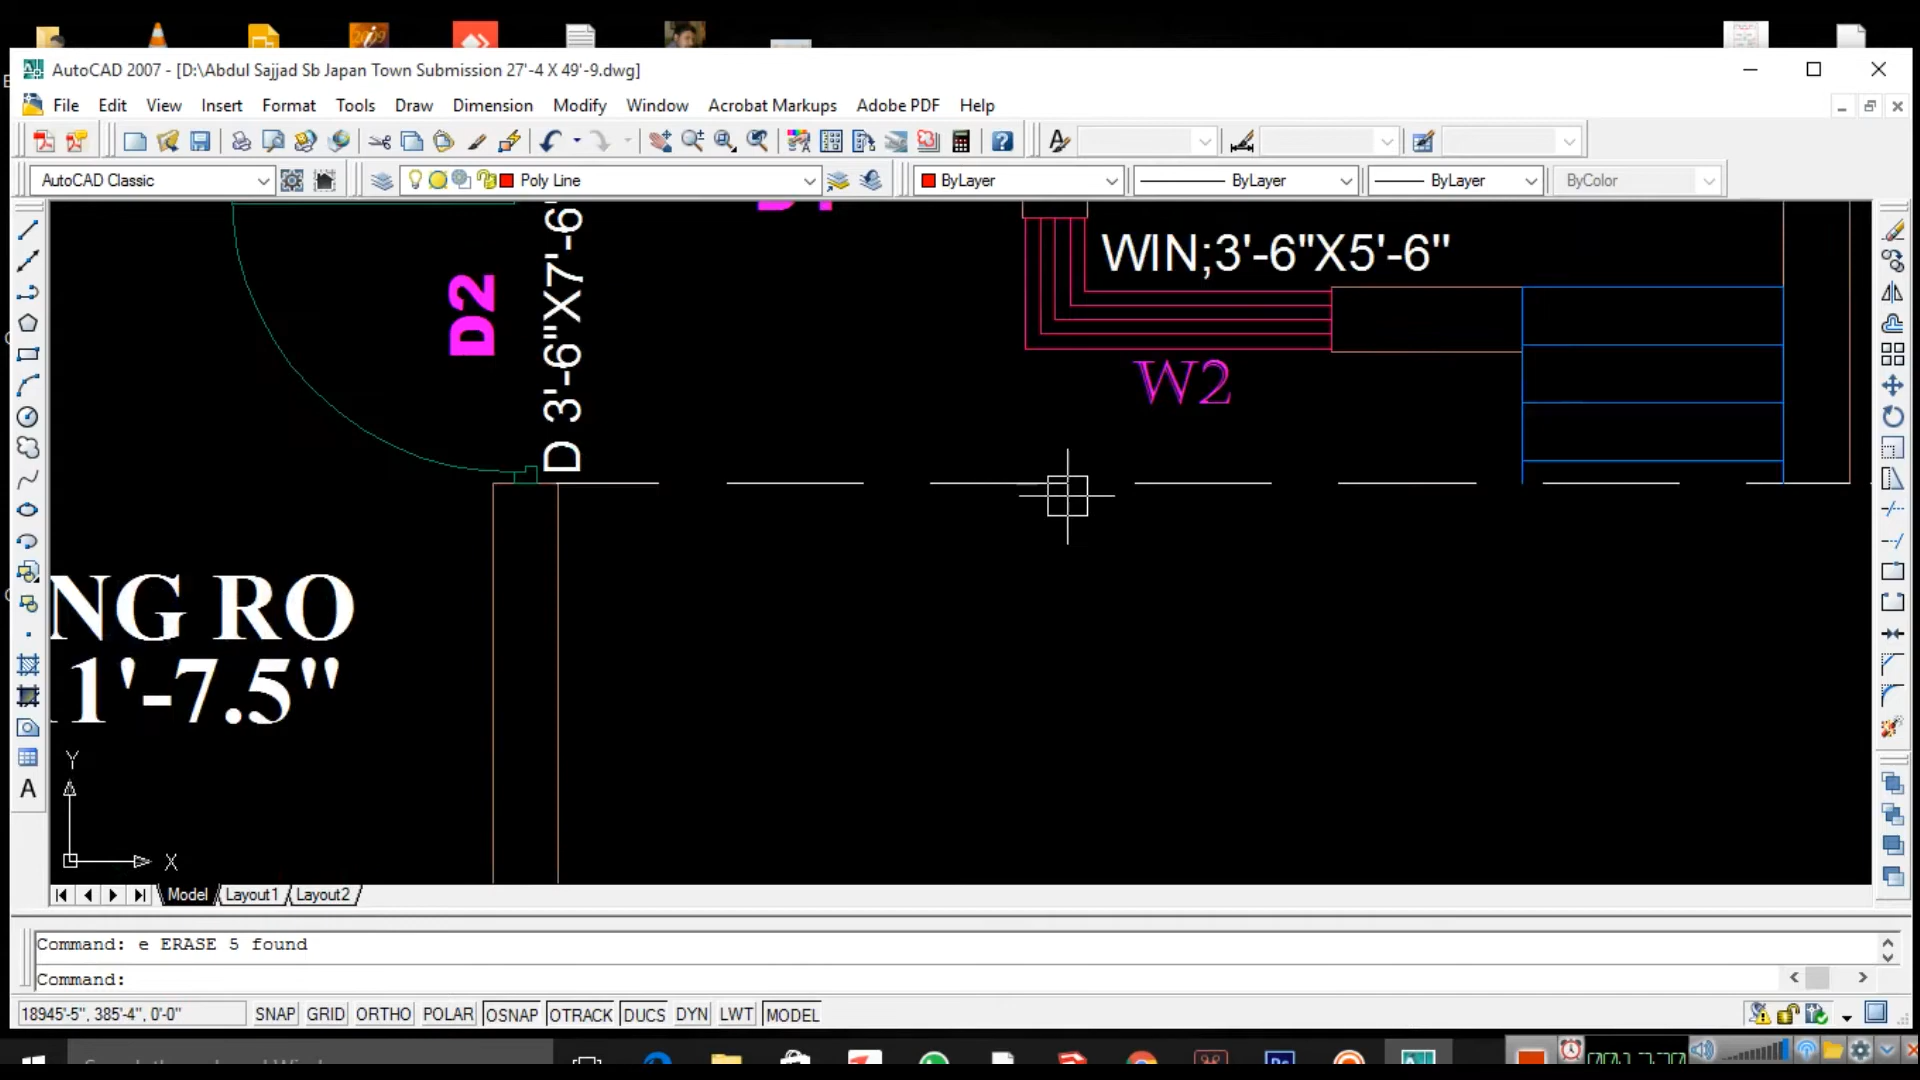 2009
AutoCAD 2007 - [D:\Abdul Sajjad Sb Japan Town Submission 27'-4 X 49'-9.dwg]
File Edit View Insert Format Tools Draw Dimension Modify Window Acrobat Markups Adobe PDF Help
AutoCAD Classic Poly Line ByLayer ByLayer ByLayer ByColor
D2
D 3'-6"X7'-6"
WIN;3'-6"X5'-6"
W2
NG RO
1'-7.5"
Y
X
A
Model Layout1 Layout2
Command: e ERASE 5 found
Command:
18945'-5", 385'-4", 0'-0" SNAP GRID ORTHO POLAR OSNAP OTRACK DUCS DYN LWT MODEL